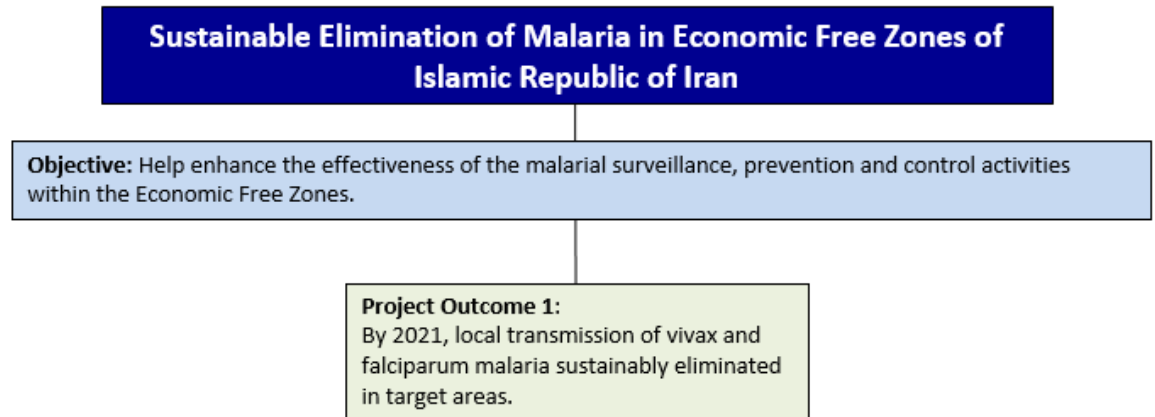 Sustainable Elimination of Malaria in Economic Free Zones of
Islamic Republic of Iran
Objective: Help enhance the effectiveness of the malarial surveillance, prevention and control activities
within the Economic Free Zones.
Project Outcome 1:
By 2021, local transmission of vivax and
falciparum malaria sustainably eliminated
in target areas.